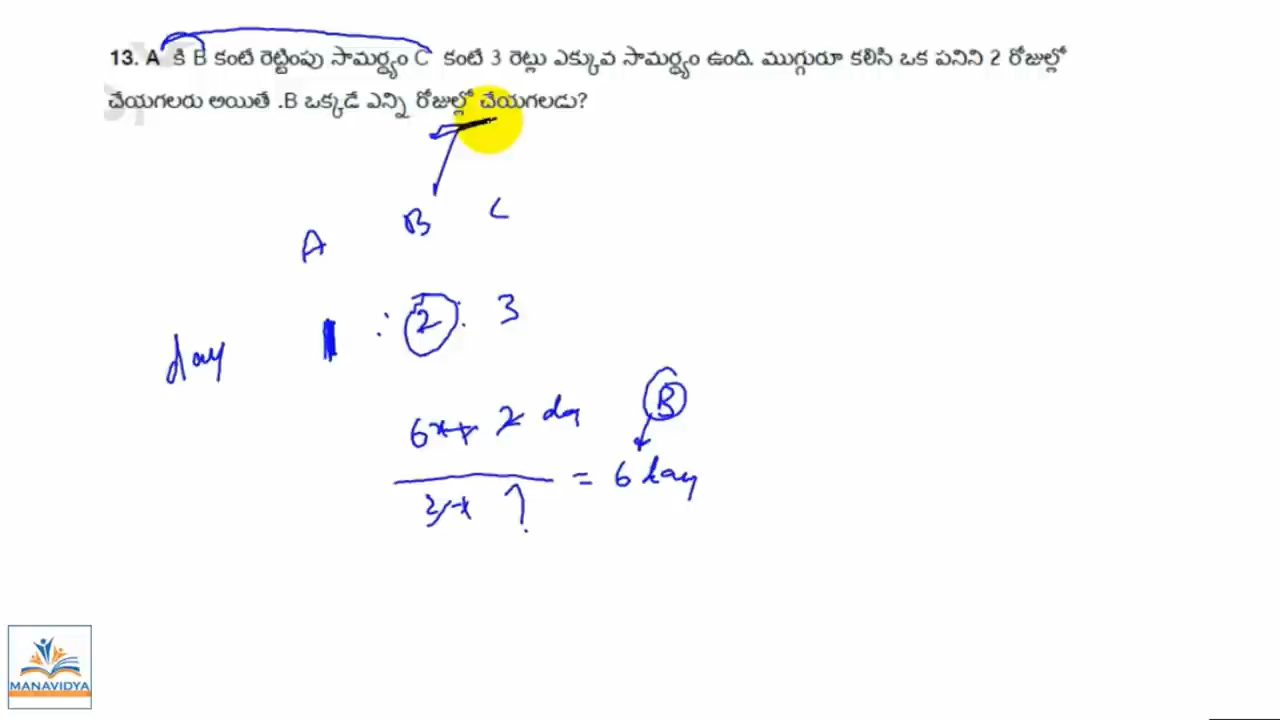 13. A కి B కంటే రెట్టింపు సామర్థ్యం C కంటే 3 రెట్లు ఎక్కువ సామర్థ్యం ఉంది. ముగ్గురూ కలిసి ఒక పనిని 2 రోజుల్లో
చేయగలరు అయితే .B ఒక్కడే ఎన్ని రోజుల్లో చేయగలడు?
A B C
day 1 : 2 : 3
2 day B
= 6 day
?
MANAVIDYA